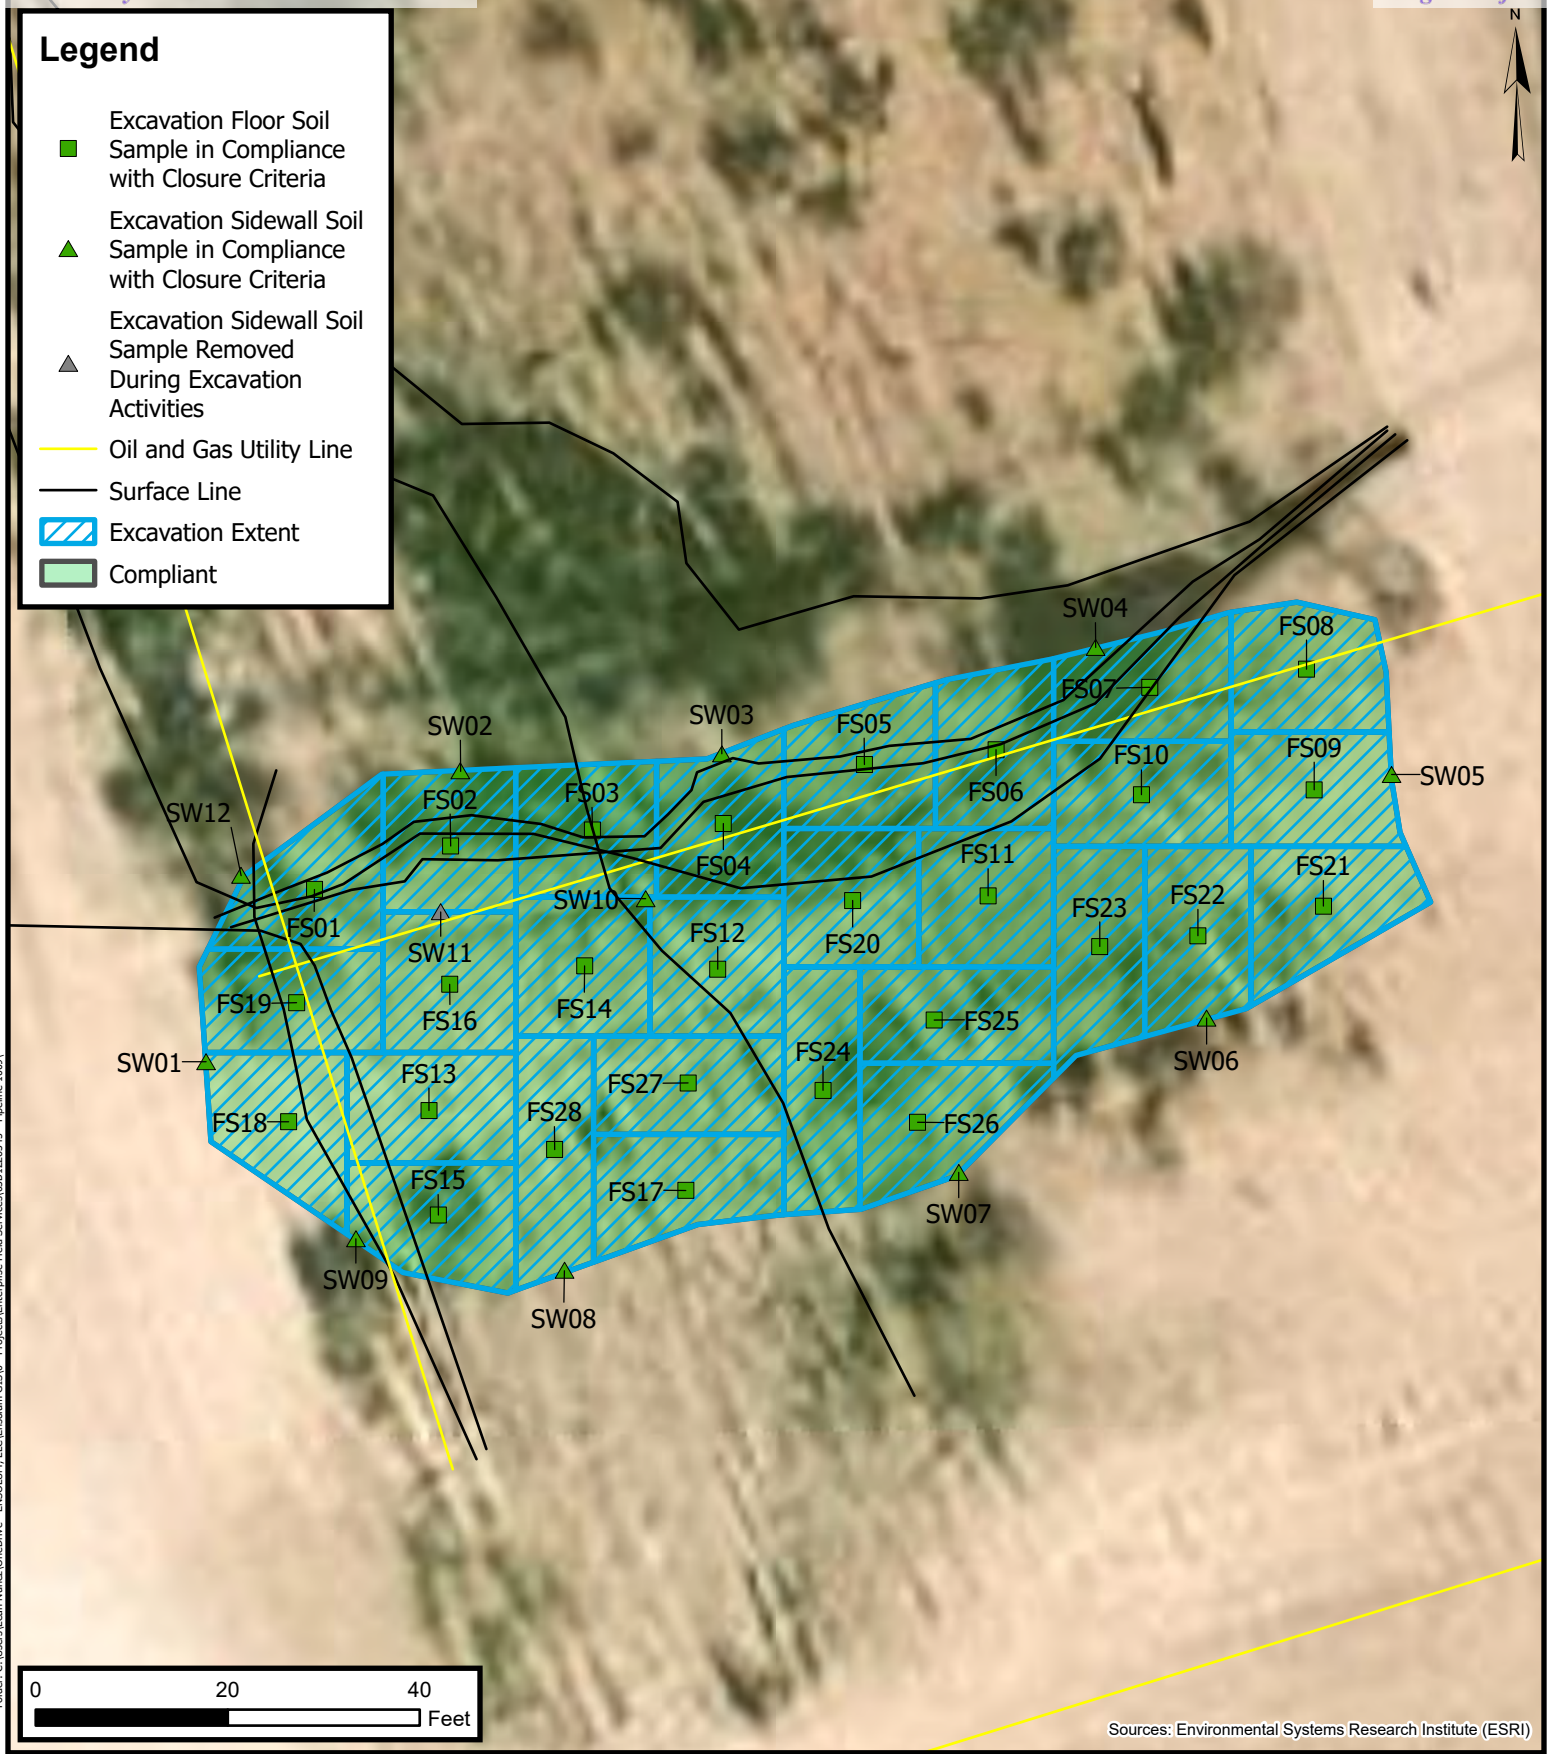 N
Legend
Excavation Floor Soil
Sample in Compliance
with Closure Criteria
Excavation Sidewall Soil
Sample in Compliance
with Closure Criteria
Excavation Sidewall Soil
Sample Removed
During Excavation
Activities
Oil and Gas Utility Line
Surface Line
Excavation Extent
Compliant
SW04
FS08
FS07
SW03
FS05
SW02
FS09
FS10
SW05
FS06
FS03
FS02
SW12
FS04
FS11
FS21
FS22
SW10
FS23
FS01
FS12
FS20
SW11
FS19
FS14
FS16
FS25
FS24
SW01
SW06
FS13
FS27
FS28
FS18
FS26
FS15
FS17
SW07
SW09
SW08
0 20 40
Feet
Sources: Environmental Systems Research Institute (ESRI)